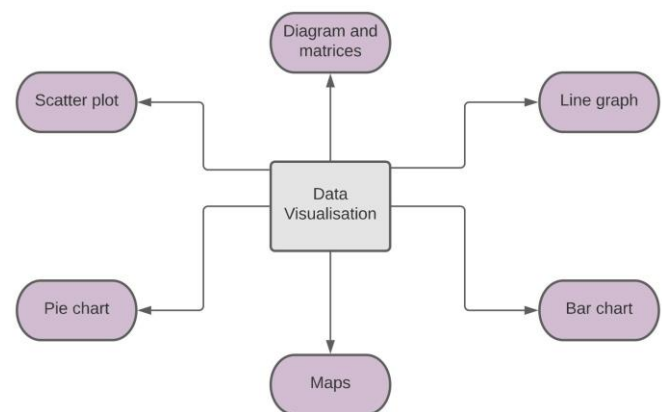 Diagram and
matrices
Scatter plot
Line graph
Data
Visualisation
Pie chart
Bar chart
Maps